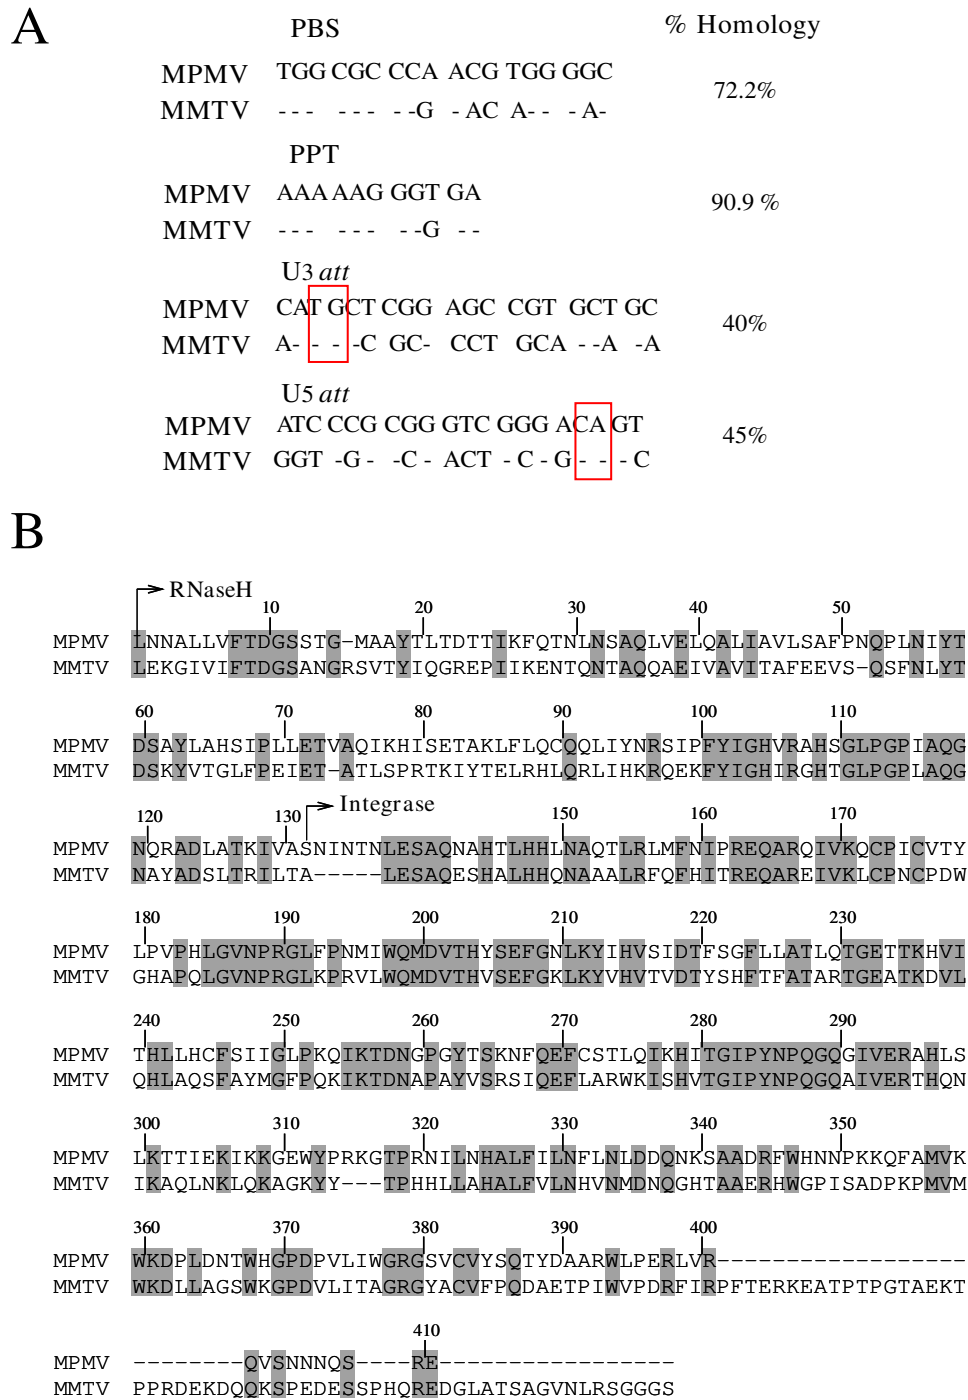 A
PBS % Homology
MPMV TGG CGC CCA ACG TGG GGC
72.2%
MMTV - - - - - - - -G - AC A- - - A-
PPT
MPMV AAA AAG GGT GA
90.9 %
MMTV - - - - - - - -G - -
U3 att
MPMV CAT GCT CGG AGC CGT GCT GC
40%
MMTV A- - - -C GC- CCT GCA - -A -A
U5 att
MPMV ATC CCG CGG GTC GGG ACA GT
45%
MMTV GGT -G - -C- ACT - C - G - - - C
B
RNaseH
10 20 30 40 50
MPMV LNNALLVFTDGSSTG-MAAYTLTDTTIKFQTNLNSAQLVELQALIAVLSAFPNQPLNIYT
MMTV LEKGIVIFTDGSANGRSVTYIQGREPIIKENTQNTAQQAEIVAVITAFEEVS-QSFNLYT
60 70 80 90 100 110
MPMV DSAYLAHSIPLLETVAQIKHISETAKLFLQCQQLIYNRSIPFYIGHVRAHSGLPGPIAQG
MMTV DSKYVTGLFPEIET-ATLSPRTKIYTELRHLQRLIHKRQEKFYIGHIRGHTGLPGPLAQG
120 130 Integrase 150 160 170
MPMV NQRADLATKIVASNINTNLESAQNAHTLHHLNAQTLRLMFNIPREQARQIVKQCPICVTY
MMTV NAYADSLTRILTA-----LESAQESHALHHQNAAALRFQFHITREQAREIVKLCPNCPDW
180 190 200 210 220 230
MPMV LPVPHLGVNPRGLFPNMIWQMDVTHYSEFGNLKYIHVSIDTFSGFLLATLQTGETTKHVI
MMTV GHAPQLGVNPRGLKPRVLWQMDVTHVSEFGKLKYVHVTVDTYSHFTFATARTGEATKDVL
240 250 260 270 280 290
MPMV THLLHCFSIIGLPKQIKTDNGPGYTSKNFQEFCSTLQIKHITGIPYNPQGQGIVERAHLS
MMTV QHLAQSFAYMGFPQKIKTDNAPAYVSRSIQEFLARWKISHVTGIPYNPQGQAIVERTHQN
300 310 320 330 340 350
MPMV LKTTIEKIKKGEWYPRKGTPRNILNHALFILNFLNLDDQNKSAADRFWHNNPKKQFAMVK
MMTV IKAQLNKLQKAGKYY---TPHHLLAHALFVLNHVNMDNQGHTAAERHWGPISADPKPMVM
360 370 380 390 400
MPMV WKDPLDNTWHGPDPVLIWGRGSVCVYSQTYDAARWLPERLVR------------------
MMTV WKDLLAGSWKGPDVLITAGRGYACVFPQDAETPIWVPDRFIRPFTERKEATPTPGTAEKT
410
MPMV --------QVSNNNQS----RE-----------------
MMTV PPRDEKDQQKSPEDESSPHQREDGLATSAGVNLRSGGGS